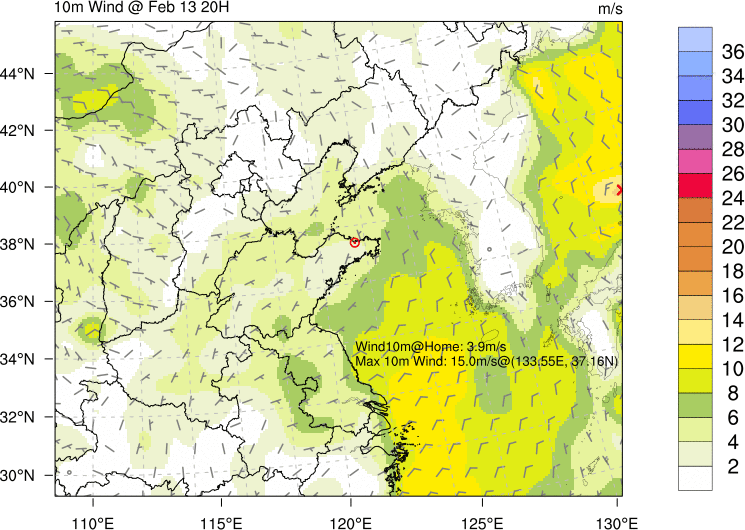 10m Wind @ Feb 13 20H
m/s
44°N
42°N
40°N
38°N
36°N
34°N
32°N
30°N
110°E
115°E
120°E
125°E
130°E
Wind10m@Home: 3.9m/s
Max 10m Wind: 15.0m/s@(133.55E, 37.16N)
36
34
32
30
28
26
24
22
20
18
16
14
12
10
8
6
4
2